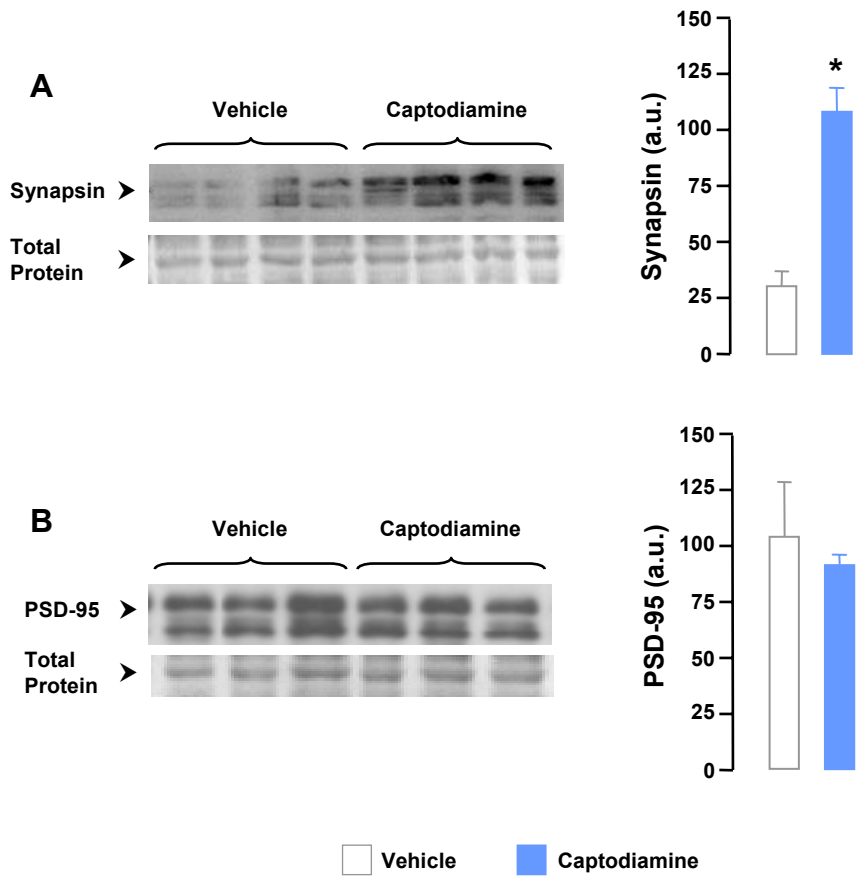 A
Vehicle
Captodiamine
Synapsin
Total
Protein
Synapsin (a.u.)
150
125
100
75
50
25
0
*
B
Vehicle
Captodiamine
PSD-95
Total
Protein
PSD-95 (a.u.)
150
125
100
75
50
25
0
Vehicle
Captodiamine